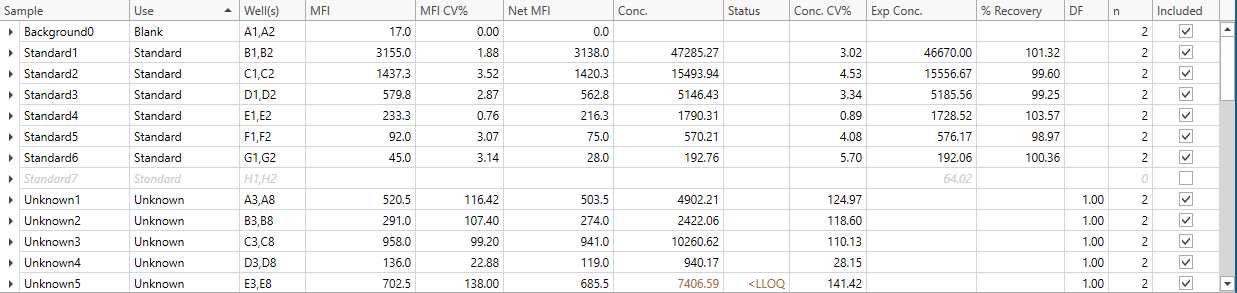 Sample Use Well(s) MFI MFI CV% Net MFI Conc. Status Conc. CV% Exp Conc. % Recovery DF n Included
Background0 Blank A1,A2 17.0 0.00 0.0 2
Standard1 Standard B1,B2 3155.0 1.88 3138.0 47285.27 3.02 46670.00 101.32 2
Standard2 Standard C1,C2 1437.3 3.52 1420.3 15493.94 4.53 15556.67 99.60 2
Standard3 Standard D1,D2 579.8 2.87 562.8 5146.43 3.34 5185.56 99.25 2
Standard4 Standard E1,E2 233.3 0.76 216.3 1790.31 0.89 1728.52 103.57 2
Standard5 Standard F1,F2 92.0 3.07 75.0 570.21 4.08 576.17 98.97 2
Standard6 Standard G1,G2 45.0 3.14 28.0 192.76 5.70 192.06 100.36 2
Standard7 Standard H1,H2 64.02 0
Unknown1 Unknown A3,A8 520.5 116.42 503.5 4902.21 124.97 1.00 2
Unknown2 Unknown B3,B8 291.0 107.40 274.0 2422.06 118.60 1.00 2
Unknown3 Unknown C3,C8 958.0 99.20 941.0 10260.62 110.13 1.00 2
Unknown4 Unknown D3,D8 136.0 22.88 119.0 940.17 28.15 1.00 2
Unknown5 Unknown E3,E8 702.5 138.00 685.5 7406.59 <LLOQ 141.42 1.00 2